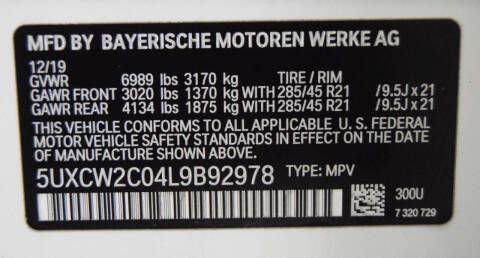 MFD BY BAYERISCHE MOTOREN WERKE AG
12/19
GVWR 6989 lbs 3170 kg TIRE / RIM
GAWR FRONT 3020 lbs 1370 kg WITH 285/45 R21 /9.5J x 21
GAWR REAR 4134 lbs 1875 kg WITH 285/45 R21 /9.5J x 21
THIS VEHICLE CONFORMS TO ALL APPLICABLE U. S. FEDERAL
MOTOR VEHICLE SAFETY STANDARDS IN EFFECT ON THE
DATE OF MANUFACTURE SHOWN ABOVE.
5UXCW2C04L9B92978 TYPE: MPV
300U
7 320 729